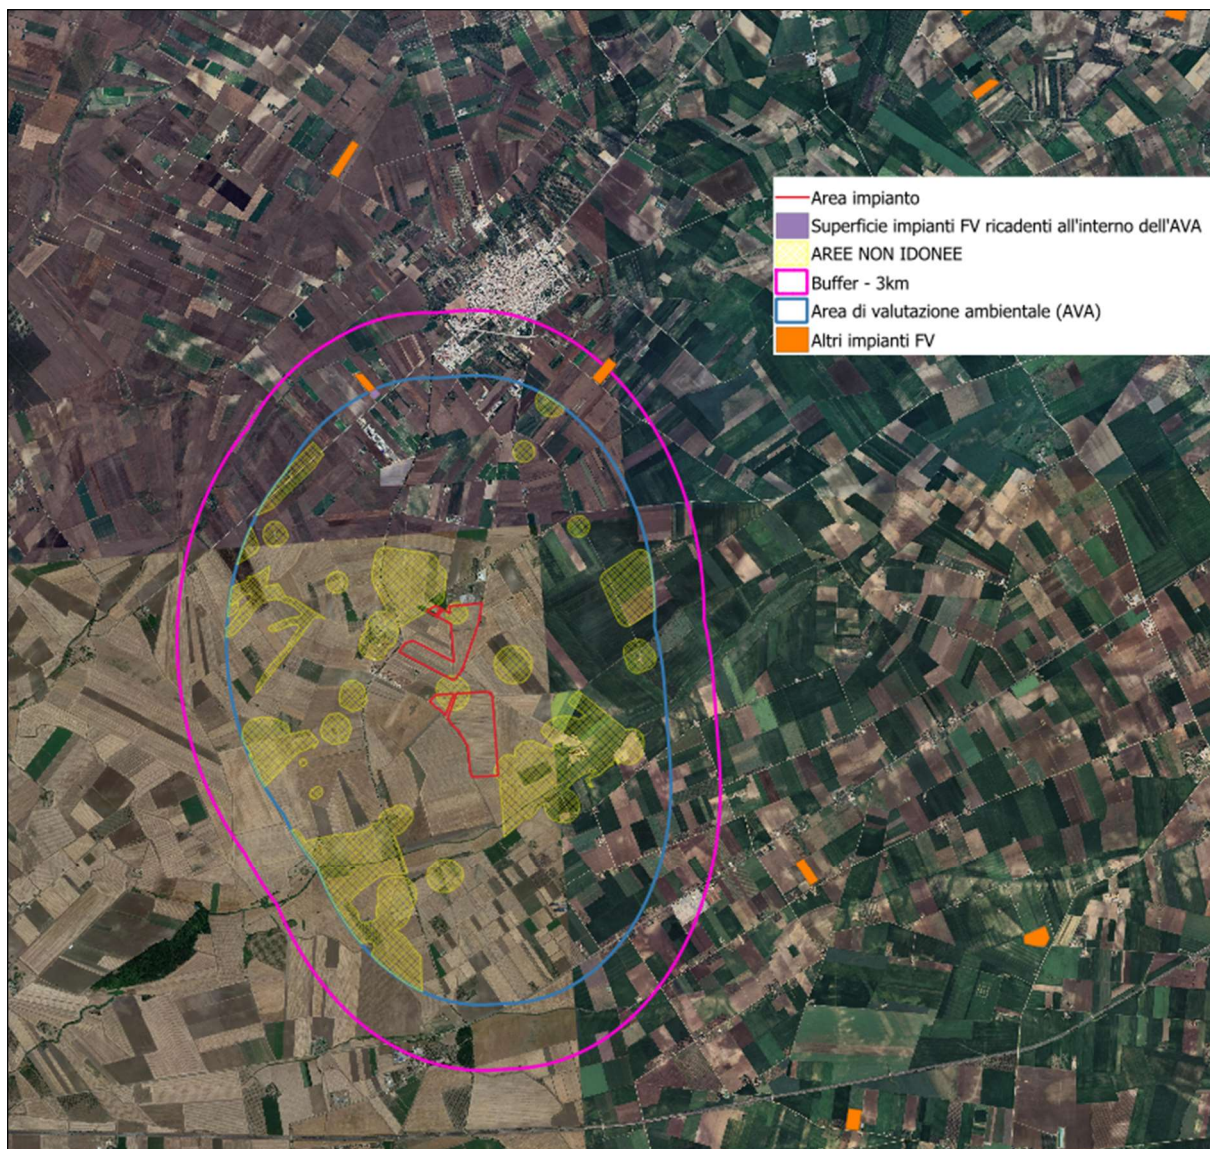 Area impianto
Superficie impianti FV ricadenti all'interno dell'AVA
AREE NON IDONEE
Buffer - 3km
Area di valutazione ambientale (AVA)
Altri impianti FV